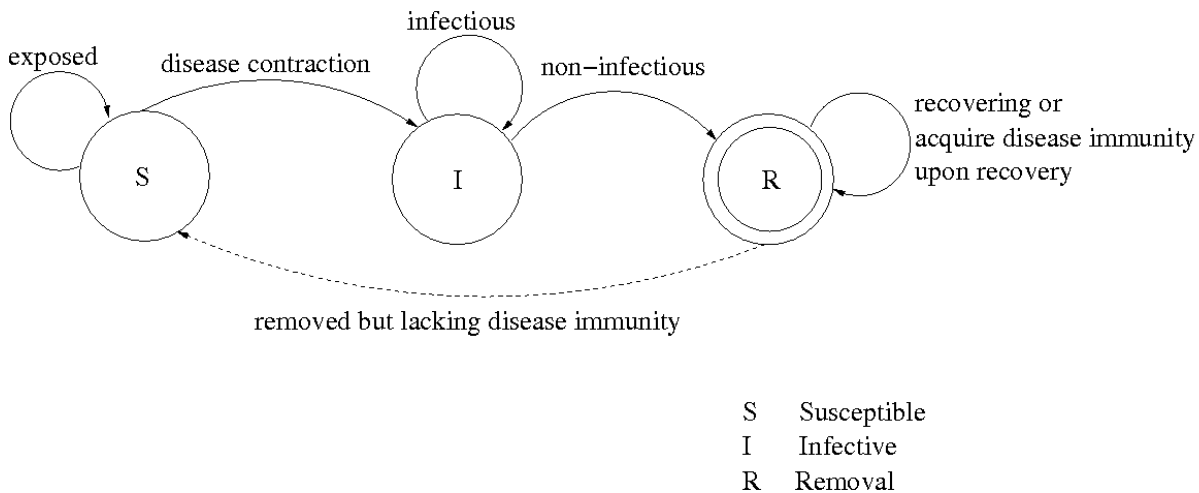 infectious
exposed
disease contraction
non-infectious
recovering or
acquire disease immunity
upon recovery
S
I
R
removed but lacking disease immunity
S Susceptible
I Infective
R Removal